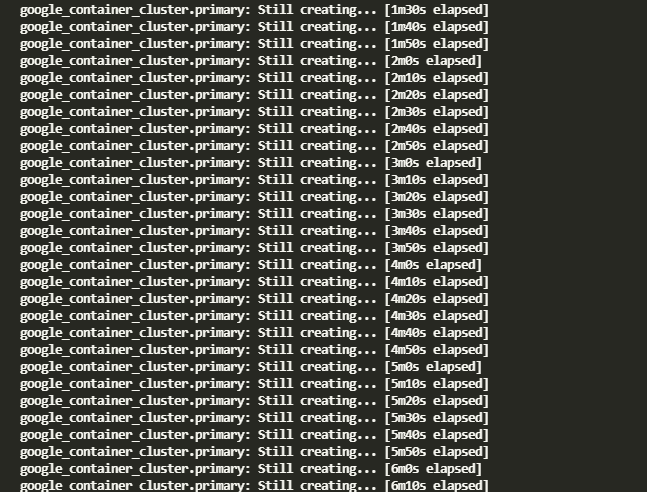 google_container_cluster.primary: Still creating... [1m30s elapsed]
google_container_cluster.primary: Still creating... [1m40s elapsed]
google_container_cluster.primary: Still creating... [1m50s elapsed]
google_container_cluster.primary: Still creating... [2m0s elapsed]
google_container_cluster.primary: Still creating... [2m10s elapsed]
google_container_cluster.primary: Still creating... [2m20s elapsed]
google_container_cluster.primary: Still creating... [2m30s elapsed]
google_container_cluster.primary: Still creating... [2m40s elapsed]
google_container_cluster.primary: Still creating... [2m50s elapsed]
google_container_cluster.primary: Still creating... [3m0s elapsed]
google_container_cluster.primary: Still creating... [3m10s elapsed]
google_container_cluster.primary: Still creating... [3m20s elapsed]
google_container_cluster.primary: Still creating... [3m30s elapsed]
google_container_cluster.primary: Still creating... [3m40s elapsed]
google_container_cluster.primary: Still creating... [3m50s elapsed]
google_container_cluster.primary: Still creating... [4m0s elapsed]
google_container_cluster.primary: Still creating... [4m10s elapsed]
google_container_cluster.primary: Still creating... [4m20s elapsed]
google_container_cluster.primary: Still creating... [4m30s elapsed]
google_container_cluster.primary: Still creating... [4m40s elapsed]
google_container_cluster.primary: Still creating... [4m50s elapsed]
google_container_cluster.primary: Still creating... [5m0s elapsed]
google_container_cluster.primary: Still creating... [5m10s elapsed]
google_container_cluster.primary: Still creating... [5m20s elapsed]
google_container_cluster.primary: Still creating... [5m30s elapsed]
google_container_cluster.primary: Still creating... [5m40s elapsed]
google_container_cluster.primary: Still creating... [5m50s elapsed]
google_container_cluster.primary: Still creating... [6m0s elapsed]
google_container_cluster.primary: Still creating... [6m10s elapsed]